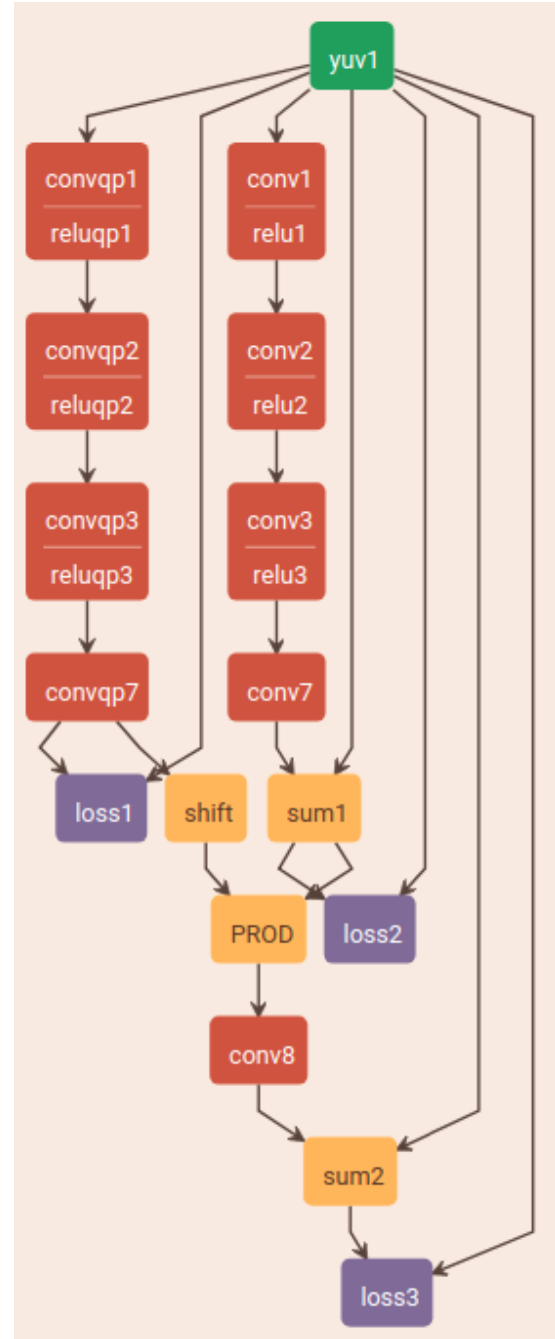 yuv1
convqp1
reluqp1
conv1
relu1
convqp2
reluqp2
conv2
relu2
convqp3
reluqp3
conv3
relu3
convqp7
conv7
loss1
shift
sum1
PROD
loss2
conv8
sum2
loss3